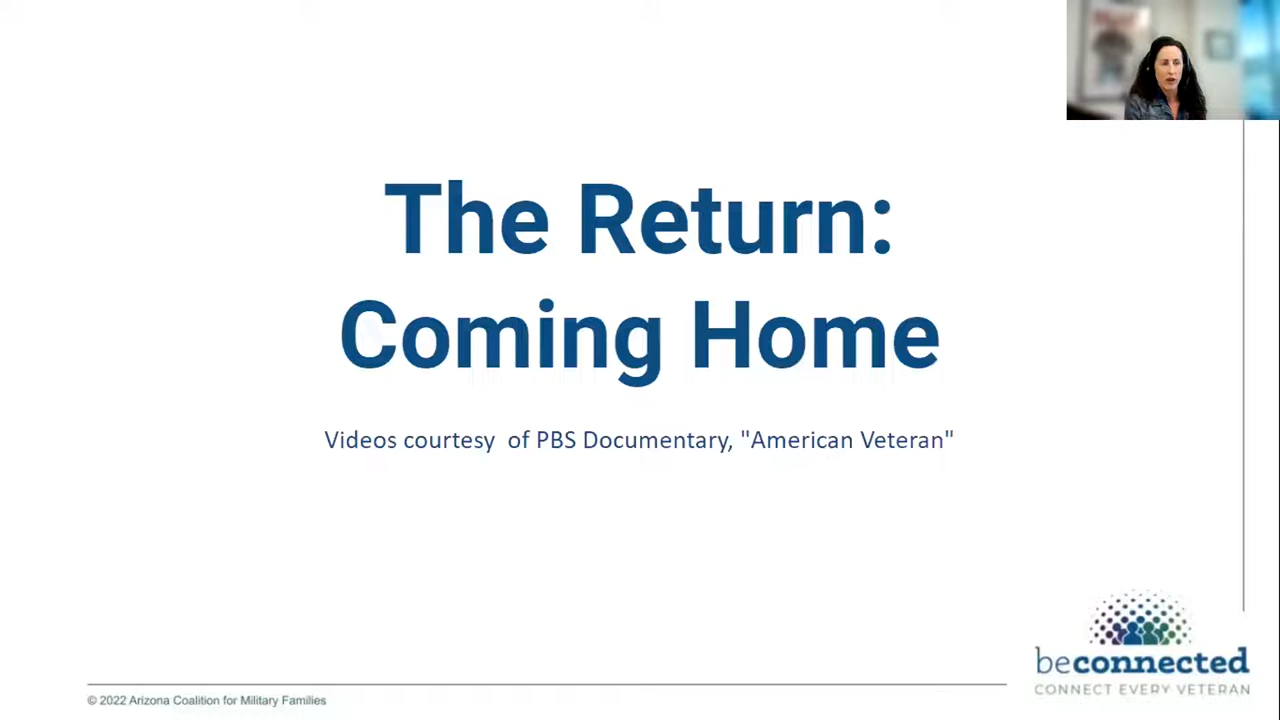 The Return:
Coming Home
Videos courtesy  of PBS Documentary, "American Veteran"
beconnected
CONNECT EVERY VETERAN
© 2022 Arizona Coalition for Military Families